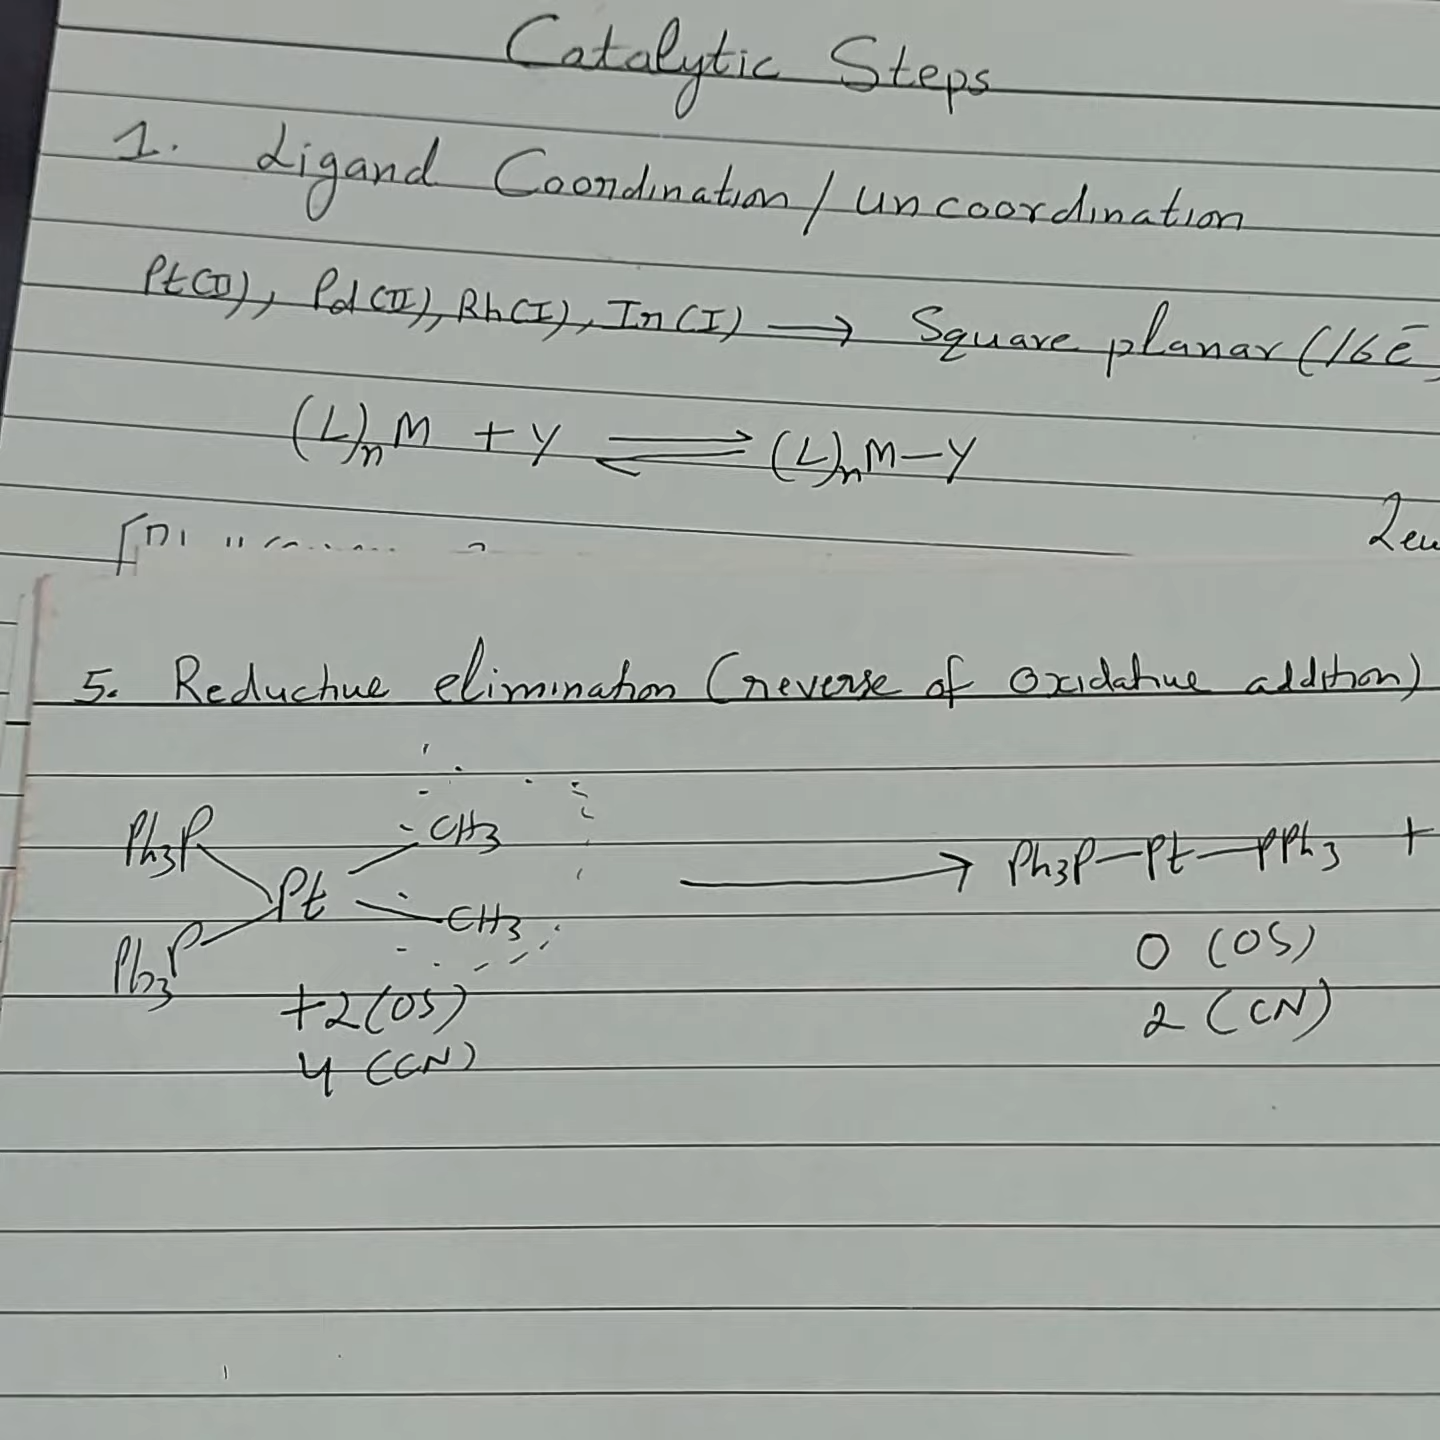 Catalytic Steps
1. Ligand Coordination/uncoordination
Pt(II), Pd(II), Rh(I), Ir(I) → Square planar (16e⁻
(L)nM + Y ⇌ (L)nM–Y
5. Reductive elimination (reverse of oxidative addition)
Ph3P CH3
Pt → Ph3P–Pt–PPh3 +
Ph3P CH3
0 (OS)
+2 (OS)
2 (CN)
4 (CN)